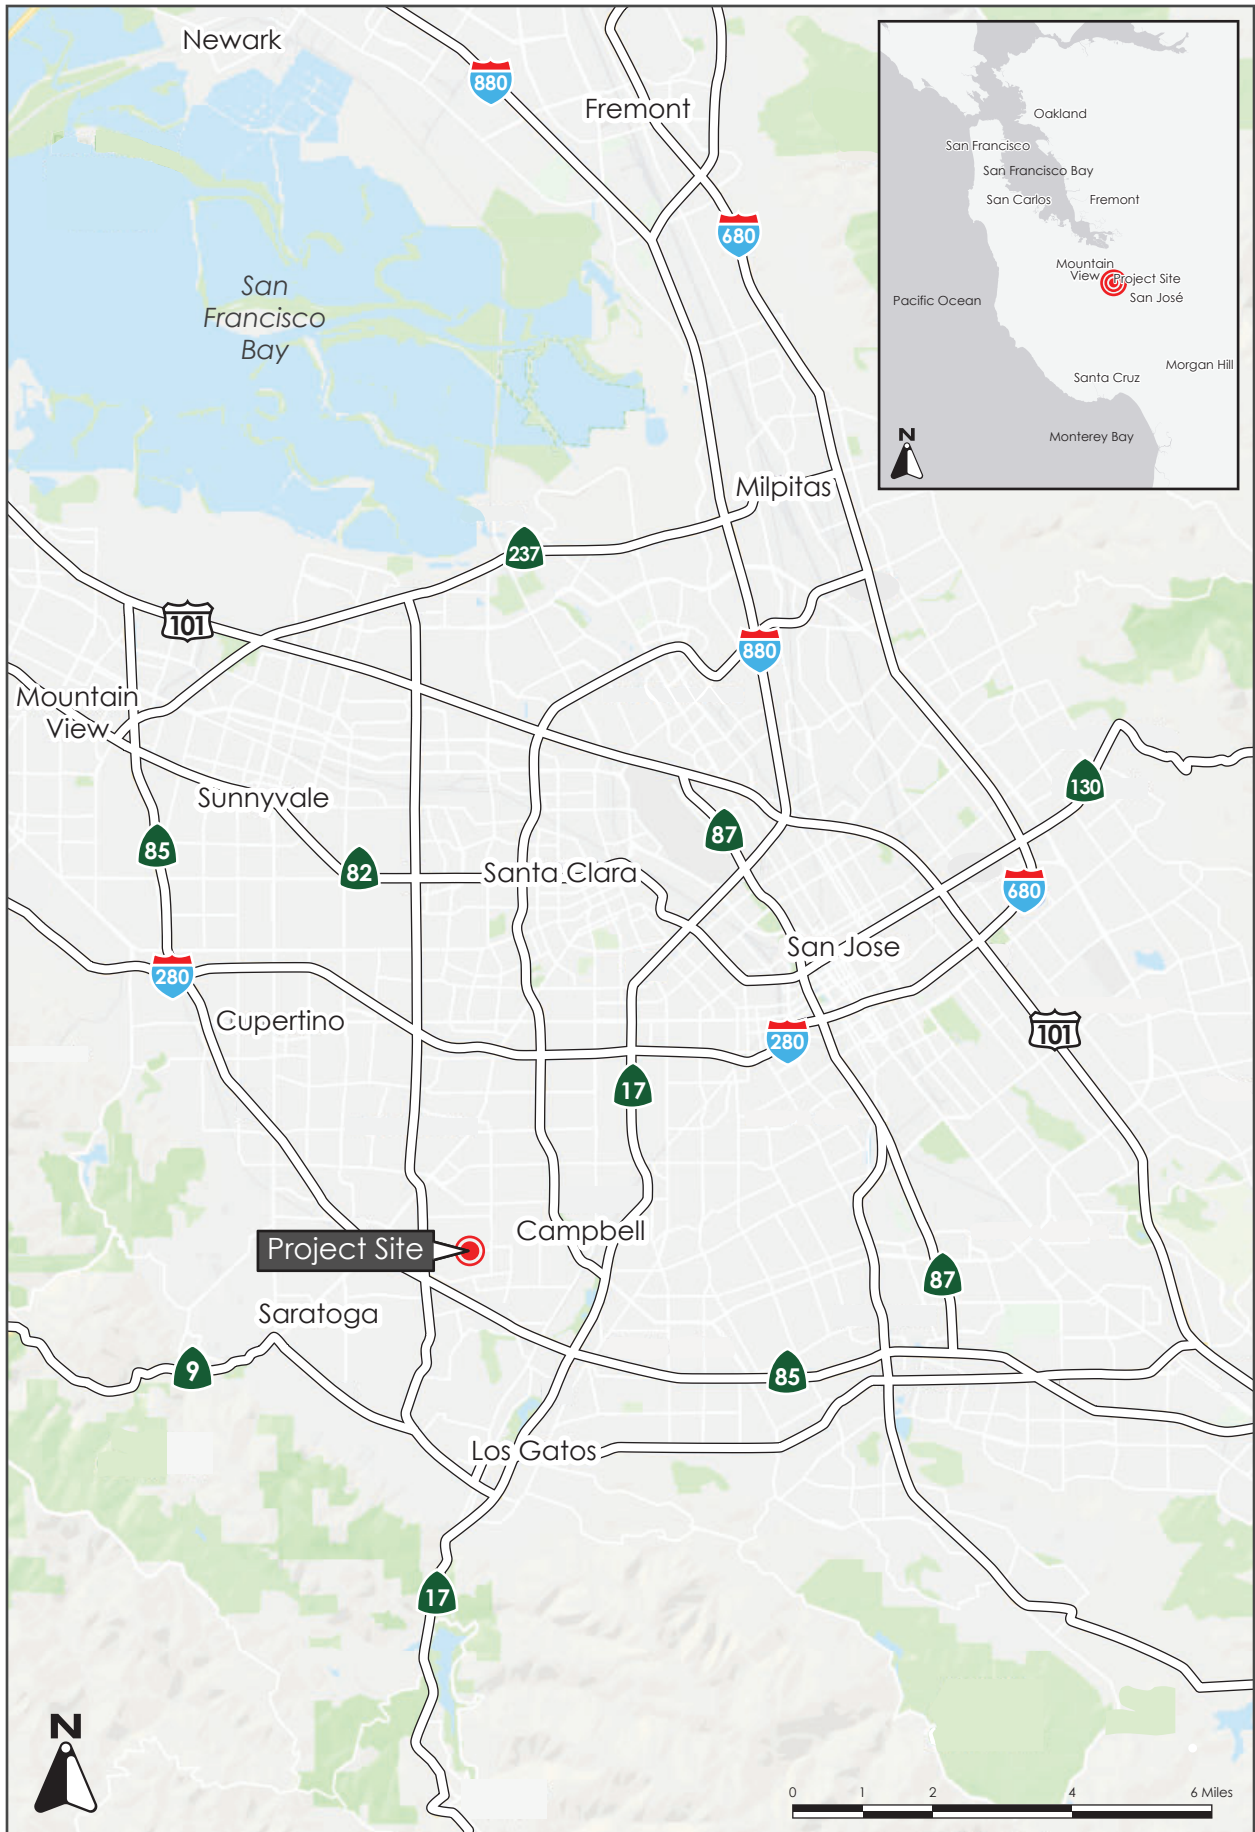 Newark
880
Fremont
680
San
Francisco
Bay
Oakland
San Francisco
San Francisco Bay
San Carlos
Fremont
Mountain
View
Project Site
San José
Pacific Ocean
Morgan Hill
Santa Cruz
Monterey Bay
N
Milpitas
237
101
880
Mountain
View
Sunnyvale
130
85
87
82
Santa Clara
680
San Jose
280
Cupertino
101
280
17
Campbell
Project Site
87
Saratoga
9
85
Los Gatos
17
N
0 1 2 4 6 Miles